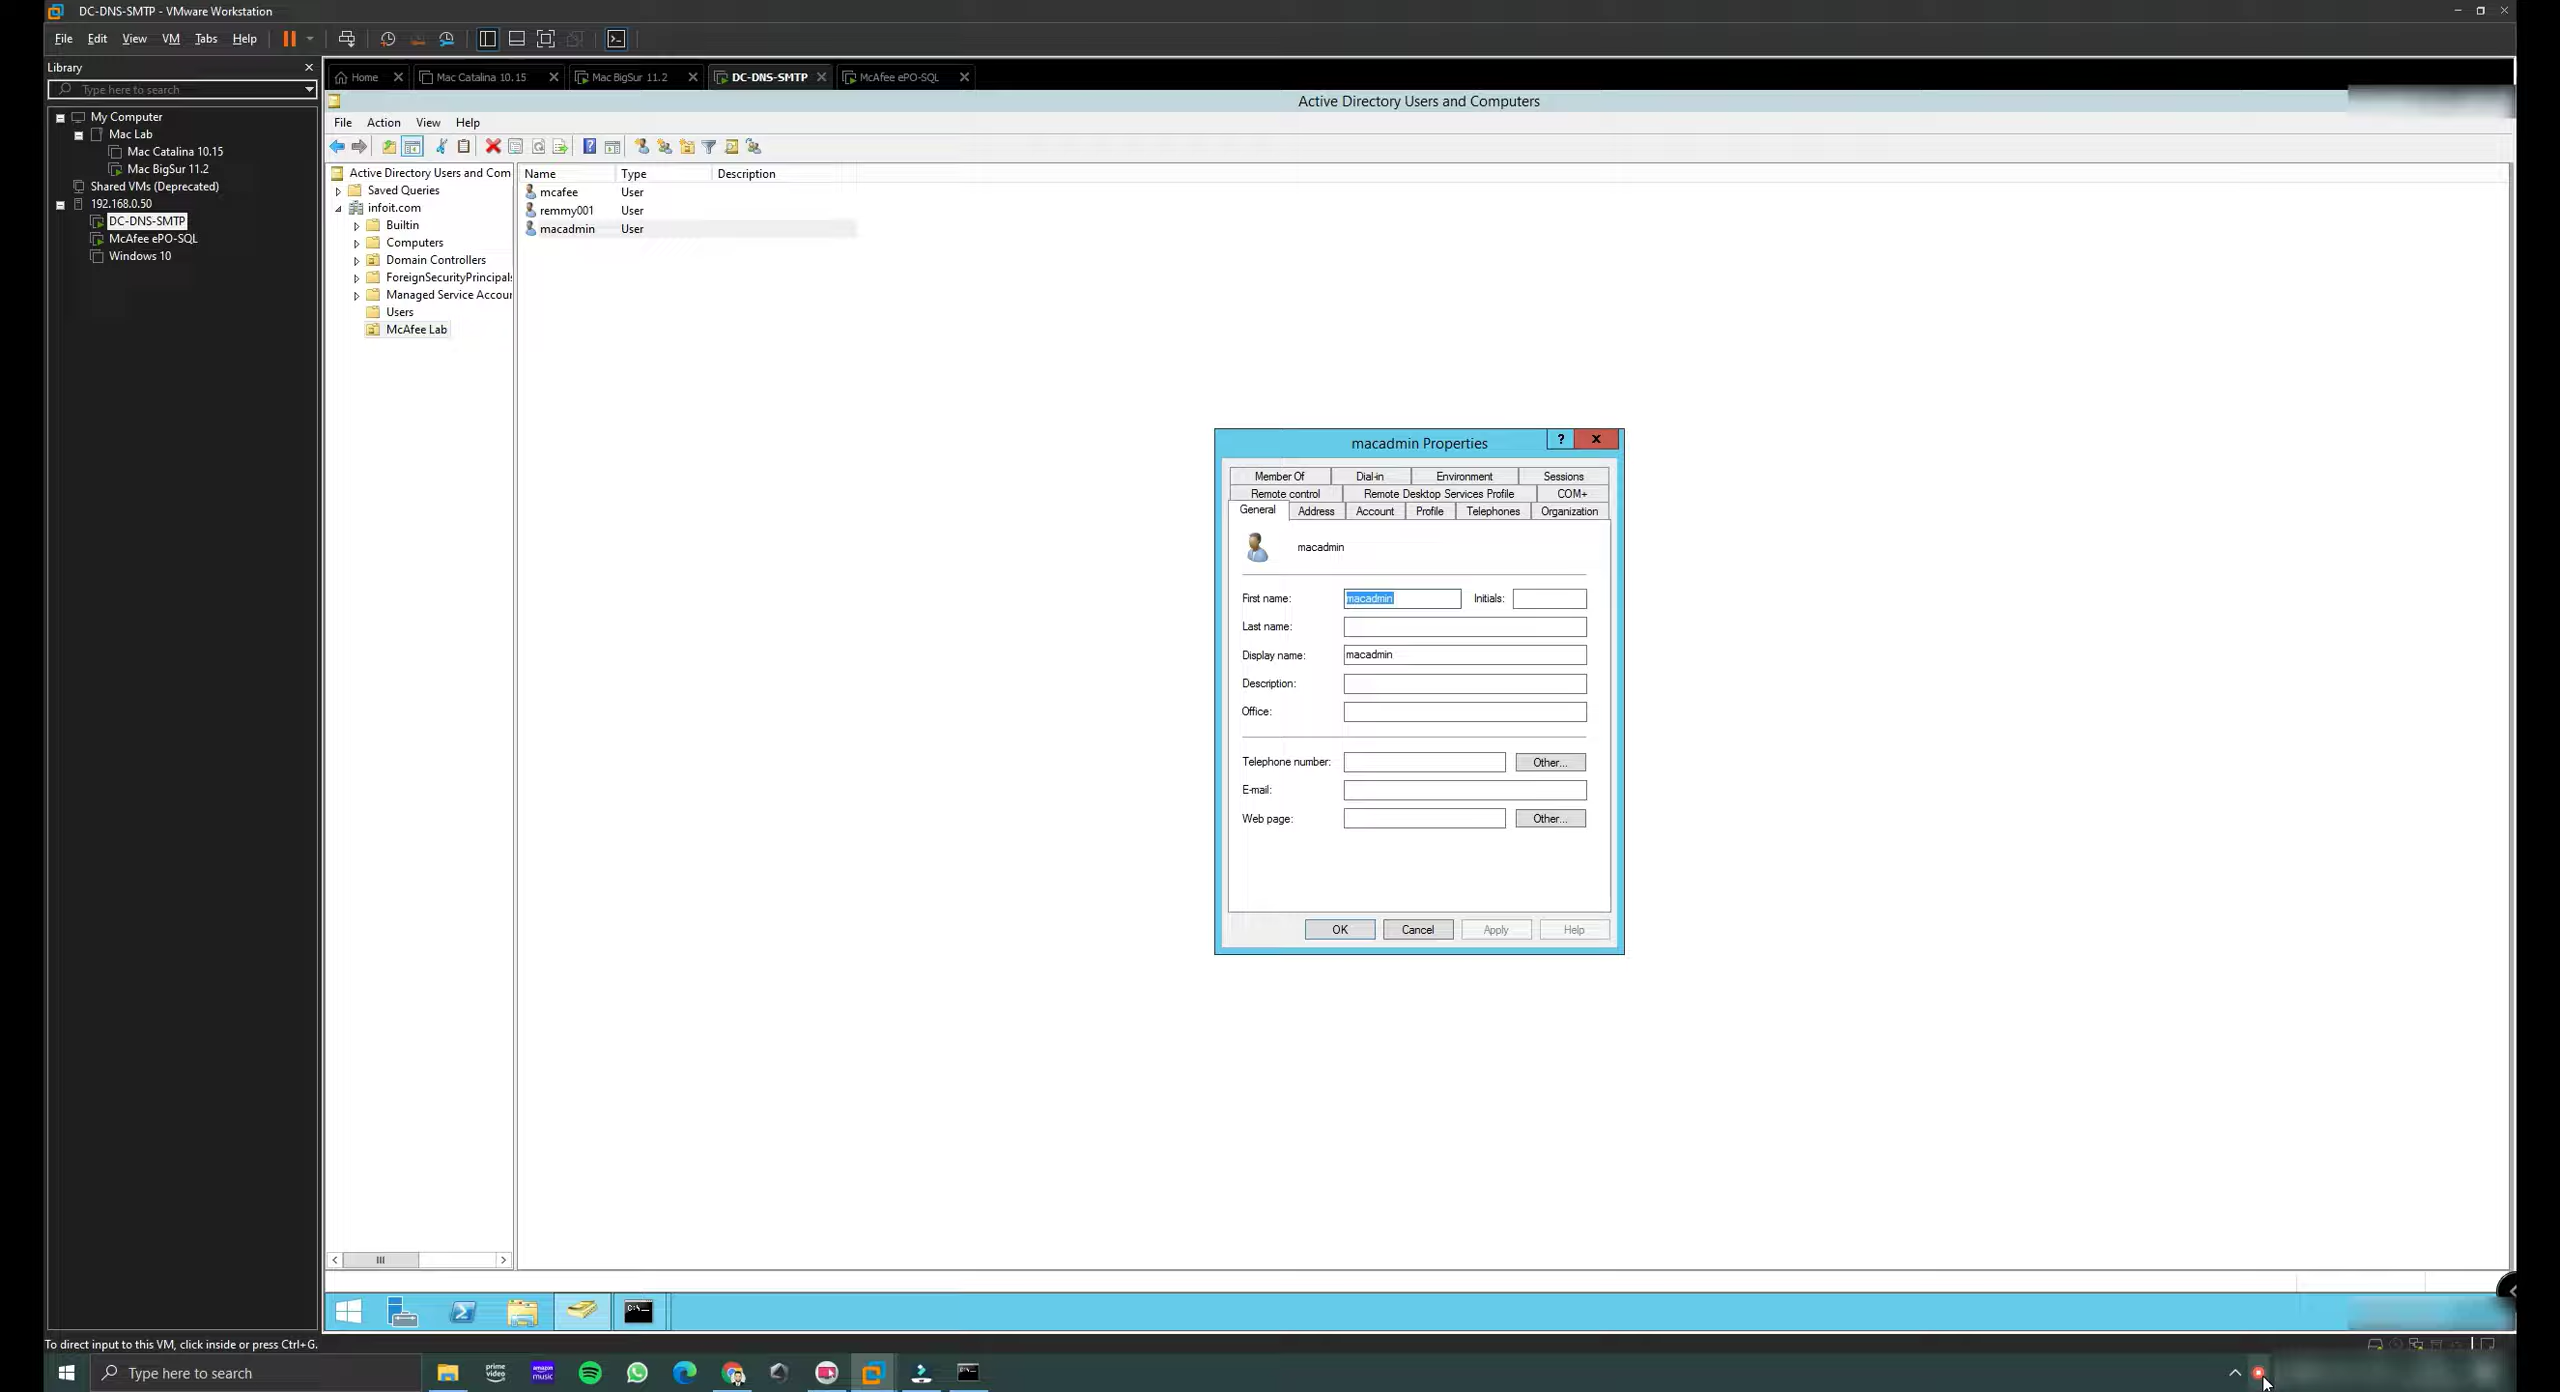 DC-DNS-SMTP - VMware Workstation
File Edit View VM Tabs Help
Library
Type here to search
My Computer
Mac Lab
Mac Catalina 10.15
Mac BigSur 11.2
Shared VMs (Deprecated)
192.168.0.50
DC-DNS-SMTP
McAfee ePO-SQL
Windows 10
Home Mac Catalina 10.15 Mac BigSur 11.2 DC-DNS-SMTP McAfee ePO-SQL
Active Directory Users and Computers
File Action View Help
Active Directory Users and Com
Saved Queries
infoit.com
Builtin
Computers
Domain Controllers
ForeignSecurityPrincipals
Managed Service Accour
Users
McAfee Lab
Name Type Description
mcafee User
remmy001 User
macadmin User
macadmin Properties
Member Of Dial-in Environment Sessions
Remote control Remote Desktop Services Profile COM+
General Address Account Profile Telephones Organization
macadmin
First name: macadmin Initials:
Last name:
Display name: macadmin
Description:
Office:
Telephone number: Other...
E-mail:
Web page: Other...
OK Cancel Apply Help
To direct input to this VM, click inside or press Ctrl+G.
Type here to search
prime video
amazon music